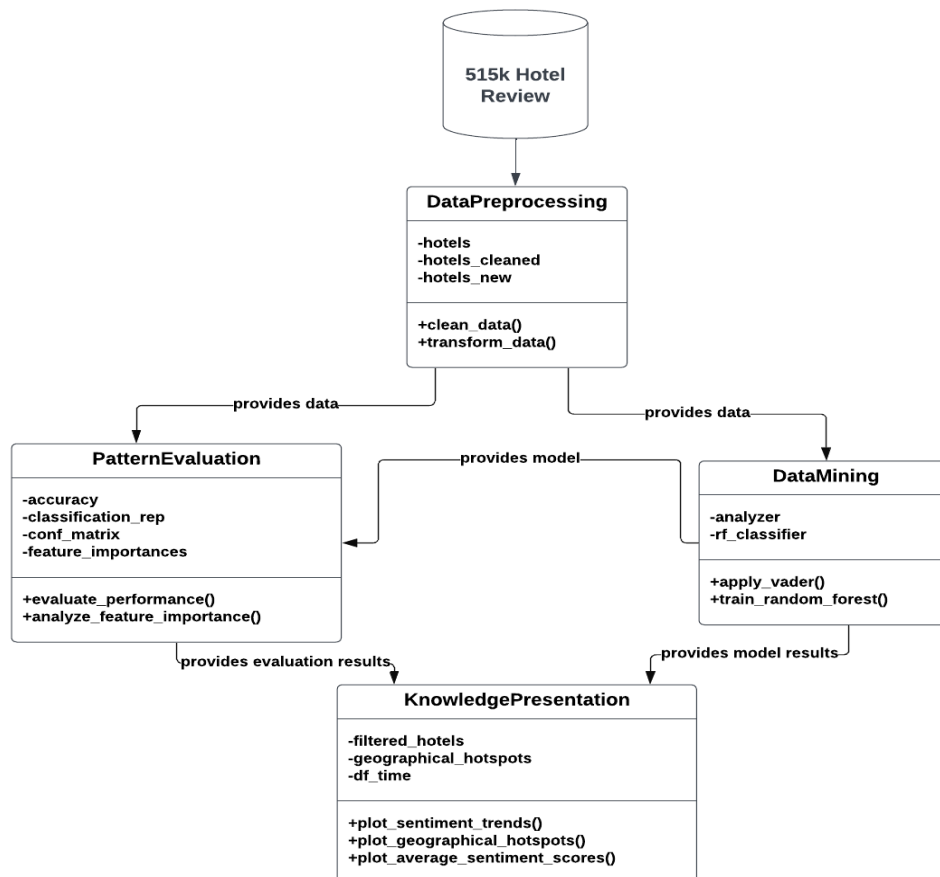 515k Hotel
Review
DataPreprocessing
-hotels
-hotels_cleaned
-hotels_new
+clean_data()
+transform_data()
provides data
provides data
PatternEvaluation
-accuracy
-classification_rep
-conf_matrix
-feature_importances
+evaluate_performance()
+analyze_feature_importance()
provides model
DataMining
-analyzer
-rf_classifier
+apply_vader()
+train_random_forest()
provides evaluation results
provides model results
KnowledgePresentation
-filtered_hotels
-geographical_hotspots
-df_time
+plot_sentiment_trends()
+plot_geographical_hotspots()
+plot_average_sentiment_scores()